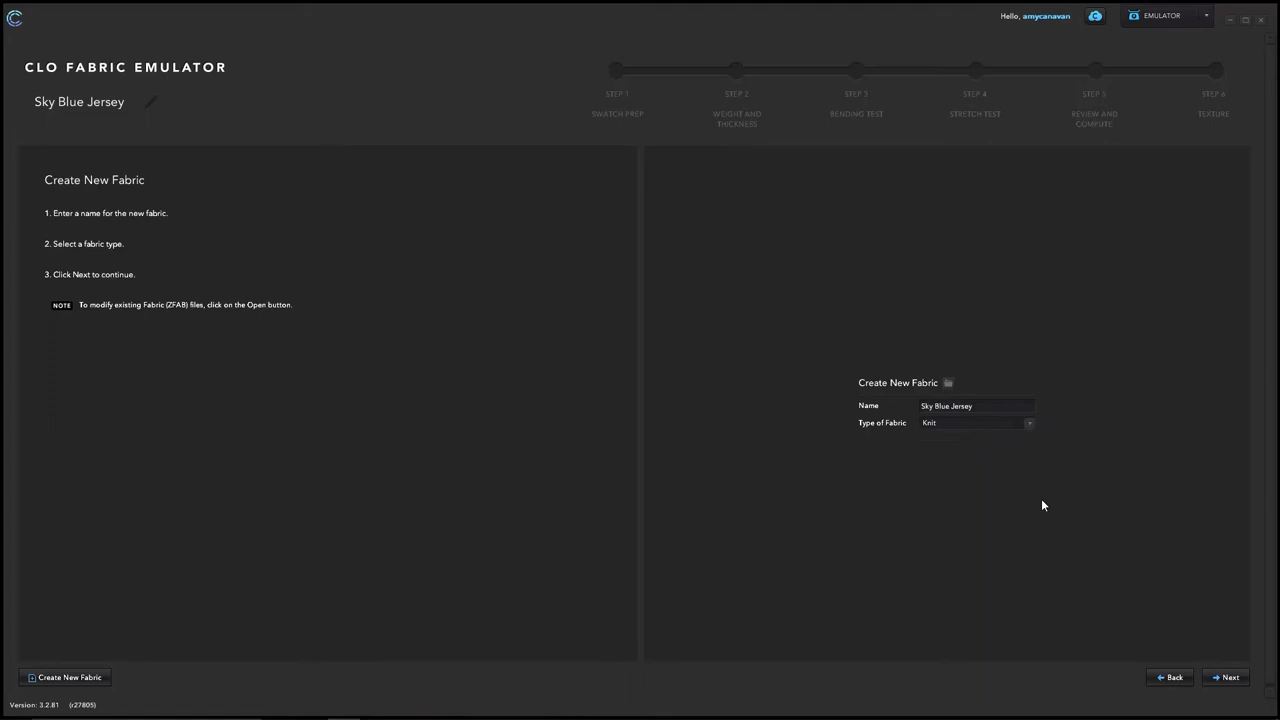 Hello, amycanavan
EMULATOR
CLO FABRIC EMULATOR
Sky Blue Jersey
STEP 1
STEP 2
STEP 3
STEP 4
STEP 5
STEP 6
SWATCH PREP
WEIGHT AND
THICKNESS
BENDING TEST
STRETCH TEST
REVIEW AND
COMPUTE
TEXTURE
Create New Fabric
1. Enter a name for the new fabric.
2. Select a fabric type.
3. Click Next to continue.
NOTE To modify existing Fabric (ZFAB) files, click on the Open button.
Create New Fabric
Name Sky Blue Jersey
Type of Fabric Knit
Create New Fabric
Back
Next
Version: 3.2.81 (r27805)